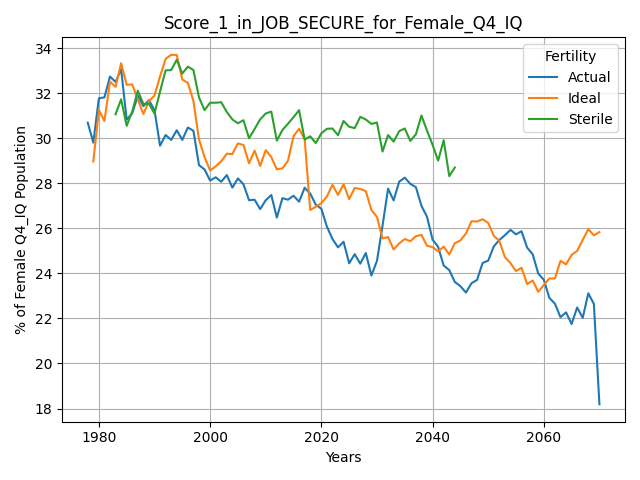 Score_1_in_JOB_SECURE_for_Female_Q4_IQ
Fertility
Actual
Ideal
Sterile
% of Female Q4_IQ Population
34
32
30
28
26
24
22
20
18
1980
2000
2020
2040
2060
Years